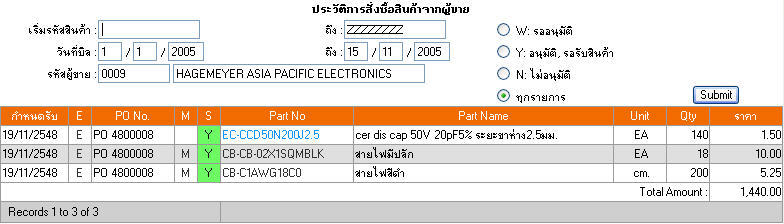 ประวัติการสั่งซื้อสินค้าจากผู้ขาย
เริ่มรหัสสินค้า : ถึง : ZZZZZZZZZ
วันที่บิล : 1 / 1 / 2005 ถึง : 15 / 11 / 2005
รหัสผู้ขาย : 0009 HAGEMEYER ASIA PACIFIC ELECTRONICS
W: รออนุมัติ
Y: อนุมัติ, รอรับสินค้า
N: ไม่อนุมัติ
ทุกรายการ Submit
กำหนดรับ E PO No. M S Part No Part Name Unit Qty ราคา
19/11/2548 E PO 4800008 Y EC-CCD50N200J2.5 cer dis cap 50V 20pF5% ระยะขาห่าง2.5มม. EA 140 1.50
19/11/2548 E PO 4800008 M Y CB-CB-02X1SQMBLK สายไฟมีปลัก EA 18 10.00
19/11/2548 E PO 4800008 M Y CB-C1AWG18C0 สายไฟสีดำ cm. 200 5.25
Total Amount : 1,440.00
Records 1 to 3 of 3